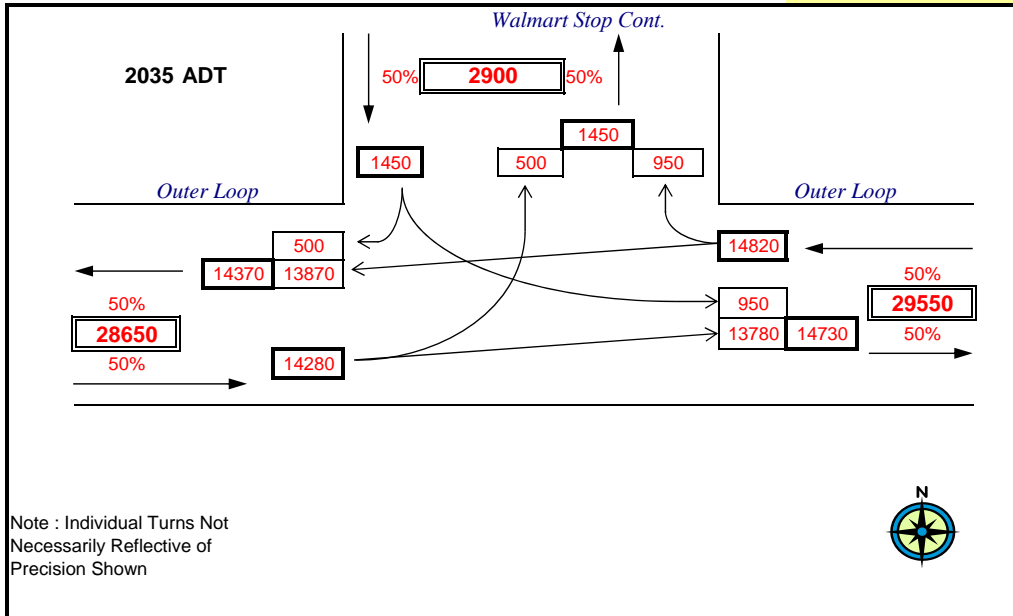 Walmart Stop Cont.
2035 ADT
50% 2900 50%
1450
1450
500 950
Outer Loop
Outer Loop
500
14820
14370 13870
50%
50%
950
29550
28650
13780 14730
50%
50%
14280
N
Note : Individual Turns Not
Necessarily Reflective of
Precision Shown